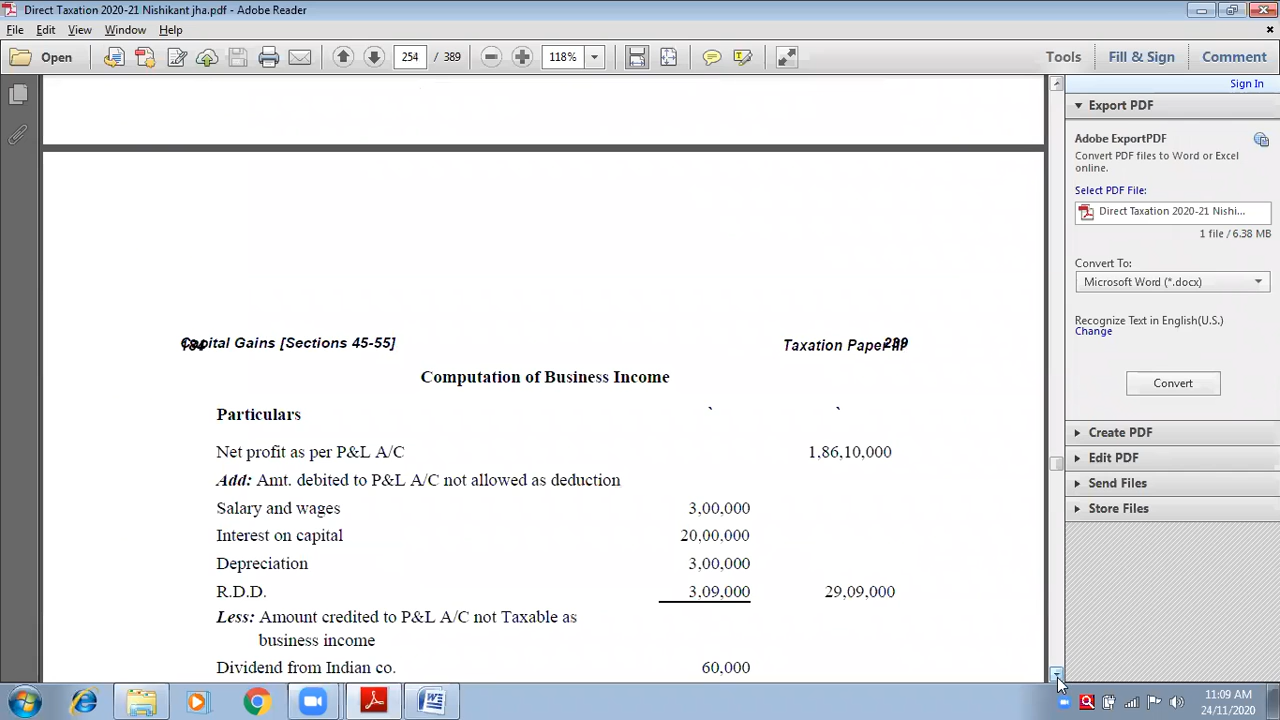 Direct Taxation 2020-21 Nishikant jha.pdf - Adobe Reader
File Edit View Window Help
Open 254 / 389 118% Tools Fill & Sign Comment
Sign In
Export PDF
Adobe ExportPDF
Convert PDF files to Word or Excel
online.
Select PDF File:
Direct Taxation 2020-21 Nishi...
1 file / 6.38 MB
Convert To:
Microsoft Word (*.docx)
Recognize Text in English(U.S.)
Change
Convert
Create PDF
Edit PDF
Send Files
Store Files
Capital Gains [Sections 45-55] Taxation Paper
Computation of Business Income
Particulars ` `
Net profit as per P&L A/C 1,86,10,000
Add: Amt. debited to P&L A/C not allowed as deduction
Salary and wages 3,00,000
Interest on capital 20,00,000
Depreciation 3,00,000
R.D.D. 3,09,000 29,09,000
Less: Amount credited to P&L A/C not Taxable as
business income
Dividend from Indian co. 60,000
11:09 AM
24/11/2020